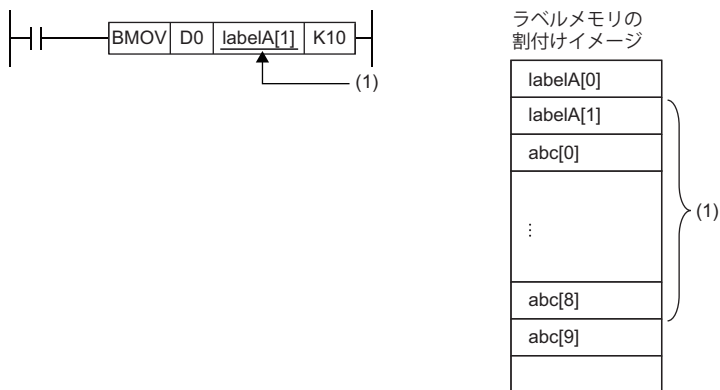 BMOV D0 labelA[1] K10
(1)
ラベルメモリの
割付けイメージ
labelA[0]
labelA[1]
abc[0]
⋮
(1)
abc[8]
abc[9]